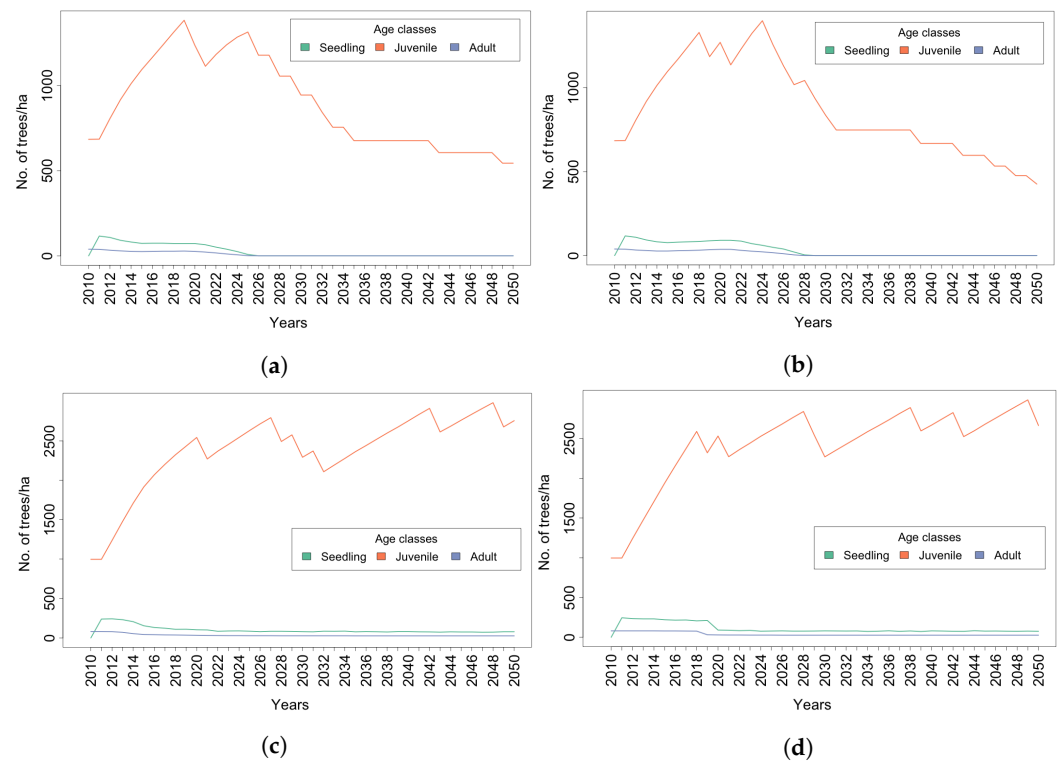 Age classes
Seedling Juvenile Adult
No. of trees/ha
0 500 1000
2010 2012 2014 2016 2018 2020 2022 2024 2026 2028 2030 2032 2034 2036 2038 2040 2042 2044 2046 2048 2050
Years
(a)
Age classes
Seedling Juvenile Adult
No. of trees/ha
0 500 1000
2010 2012 2014 2016 2018 2020 2022 2024 2026 2028 2030 2032 2034 2036 2038 2040 2042 2044 2046 2048 2050
Years
(b)
No. of trees/ha
0 500 1500 2500
Age classes
Seedling Juvenile Adult
2010 2012 2014 2016 2018 2020 2022 2024 2026 2028 2030 2032 2034 2036 2038 2040 2042 2044 2046 2048 2050
Years
(c)
No. of trees/ha
0 500 1500 2500
Age classes
Seedling Juvenile Adult
2010 2012 2014 2016 2018 2020 2022 2024 2026 2028 2030 2032 2034 2036 2038 2040 2042 2044 2046 2048 2050
Years
(d)